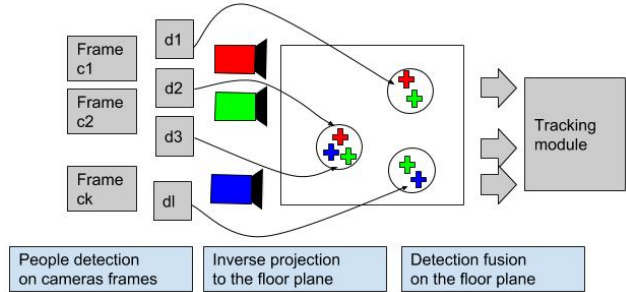 Frame
c1
Frame
c2
Frame
ck
d1
d2
d3
dl
Tracking
module
People detection
on cameras frames
Inverse projection
to the floor plane
Detection fusion
on the floor plane